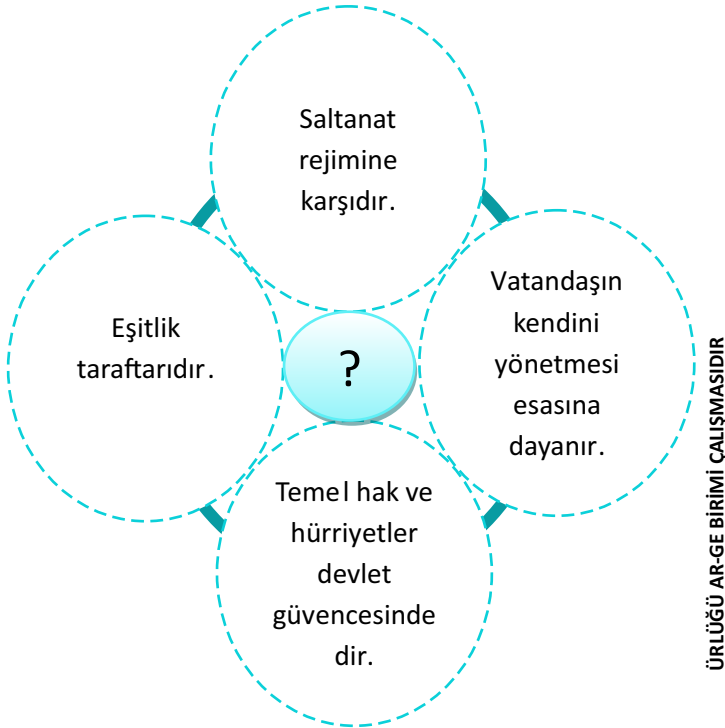 Saltanat
rejimine
karşıdır.
Eşitlik
taraftarıdır.
?
Vatandaşın
kendini
yönetmesi
esasına
dayanır.
Temel hak ve
hürriyetler
devlet
güvencesinde
dir.
ÜRLÜĞÜ AR-GE BİRİMİ ÇALIŞMASIDIR